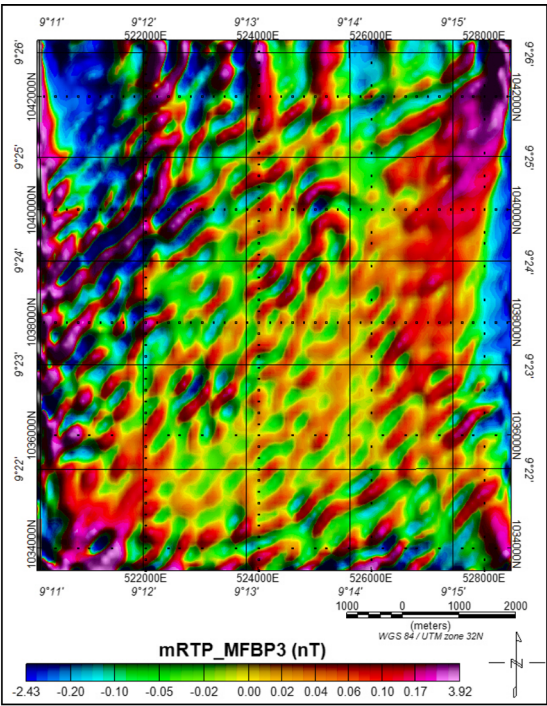 9°11' 9°12' 9°13' 9°14' 9°15'
522000E 524000E 526000E 528000E
9°26' 9°26'
1042000N 1042000N
9°25' 9°25'
1040000N 1040000N
9°24' 9°24'
1038000N 1038000N
9°23' 9°23'
1036000N 1036000N
9°22' 9°22'
1034000N 1034000N
522000E 524000E 526000E 528000E
9°11' 9°12' 9°13' 9°14' 9°15'
1000 0 1000 2000
(meters)
WGS 84 / UTM zone 32N
mRTP_MFBP3 (nT)
-2.43 -0.20 -0.10 -0.05 -0.02 0.00 0.02 0.04 0.06 0.10 0.17 3.92
N